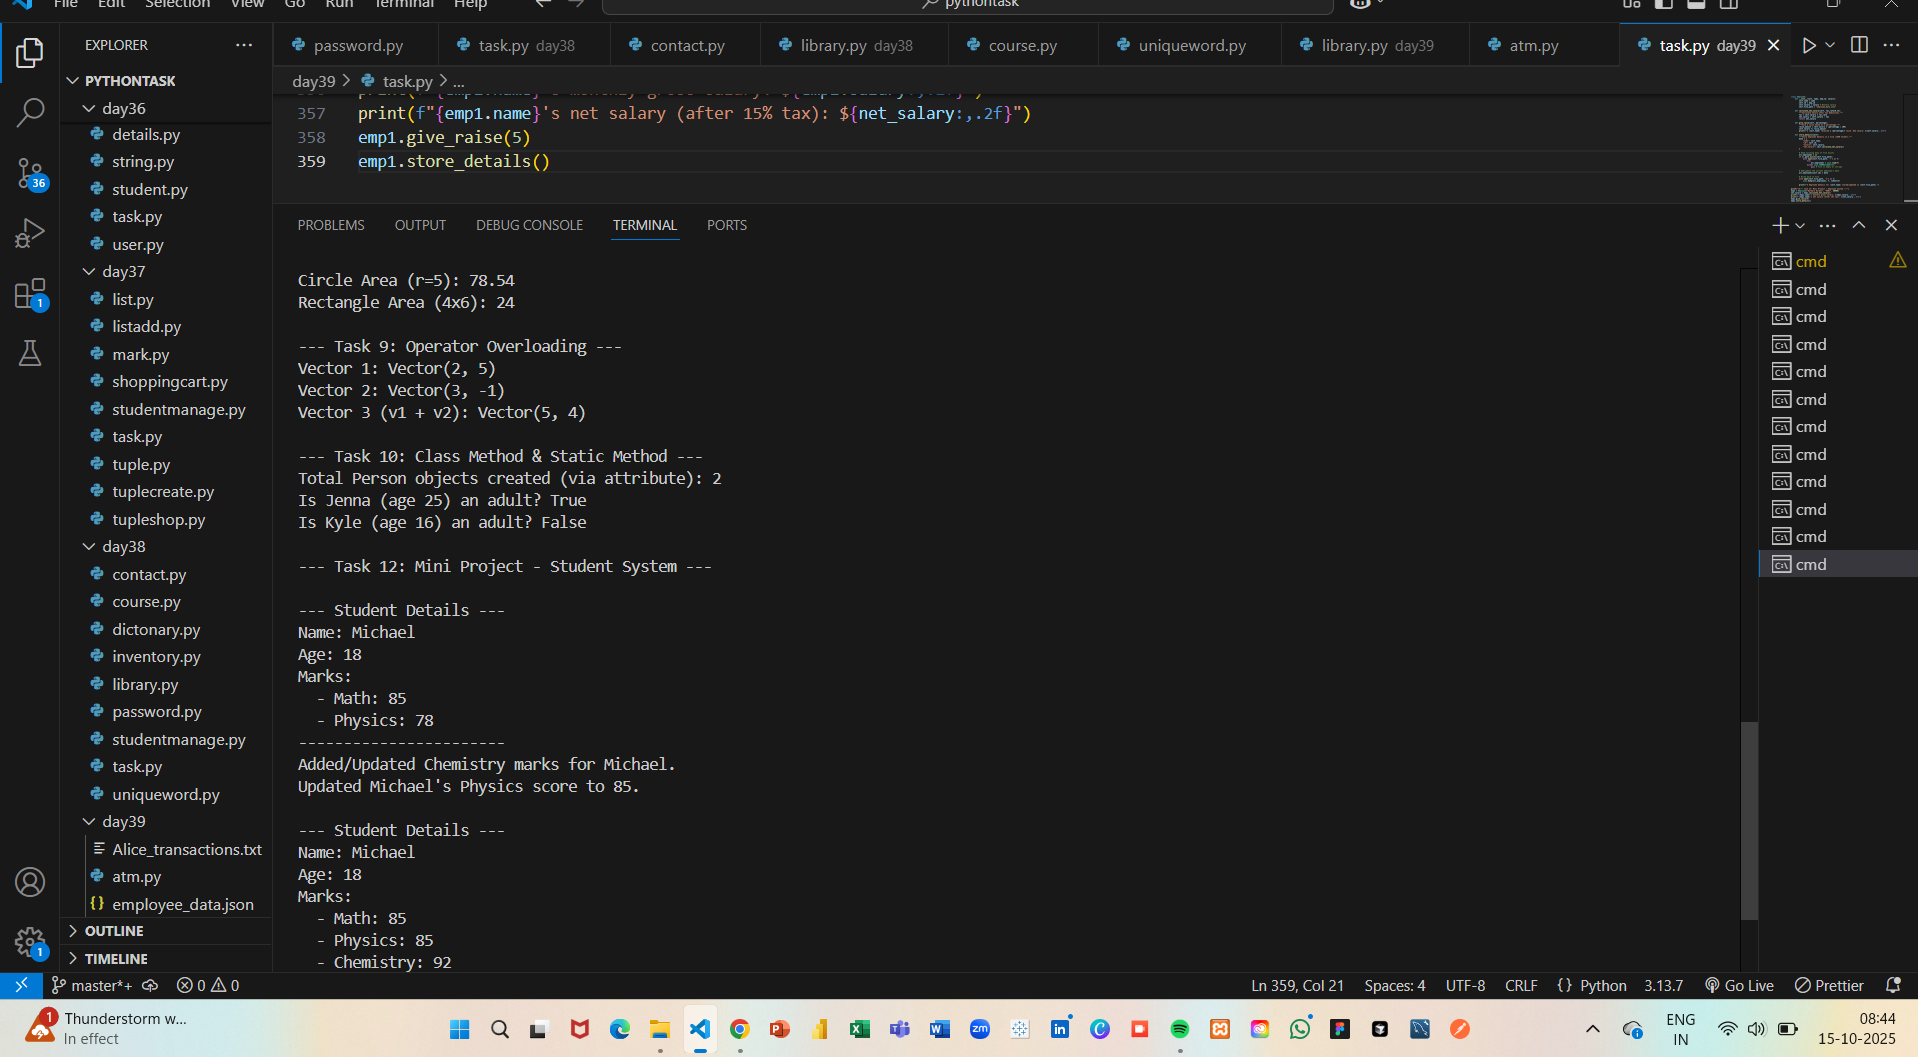 File Edit Selection View Go Run Terminal Help
pythontask
EXPLORER
password.py
task.py day38
contact.py
library.py day38
course.py
uniqueword.py
library.py day39
atm.py
task.py day39
PYTHONTASK
day36
details.py
string.py
student.py
task.py
user.py
day37
list.py
listadd.py
mark.py
shoppingcart.py
studentmanage.py
task.py
tuple.py
tuplecreate.py
tupleshop.py
day38
contact.py
course.py
dictonary.py
inventory.py
library.py
password.py
studentmanage.py
task.py
uniqueword.py
day39
Alice_transactions.txt
atm.py
employee_data.json
OUTLINE
TIMELINE
36
1
1
day39 > task.py > ...
357 print(f"{emp1.name}'s net salary (after 15% tax): ${net_salary:,.2f}")
358 emp1.give_raise(5)
359 emp1.store_details()
PROBLEMS OUTPUT DEBUG CONSOLE TERMINAL PORTS
Circle Area (r=5): 78.54
Rectangle Area (4x6): 24
--- Task 9: Operator Overloading ---
Vector 1: Vector(2, 5)
Vector 2: Vector(3, -1)
Vector 3 (v1 + v2): Vector(5, 4)
--- Task 10: Class Method & Static Method ---
Total Person objects created (via attribute): 2
Is Jenna (age 25) an adult? True
Is Kyle (age 16) an adult? False
--- Task 12: Mini Project - Student System ---
--- Student Details ---
Name: Michael
Age: 18
Marks:
- Math: 85
- Physics: 78
-----------------------
Added/Updated Chemistry marks for Michael.
Updated Michael's Physics score to 85.
--- Student Details ---
Name: Michael
Age: 18
Marks:
- Math: 85
- Physics: 85
- Chemistry: 92
cmd
cmd
cmd
cmd
cmd
cmd
cmd
cmd
cmd
cmd
cmd
cmd
master*+ 0 0
Ln 359, Col 21 Spaces: 4 UTF-8 CRLF {} Python 3.13.7 Go Live Prettier
1
Thunderstorm w...
In effect
ENG
IN
08:44
15-10-2025